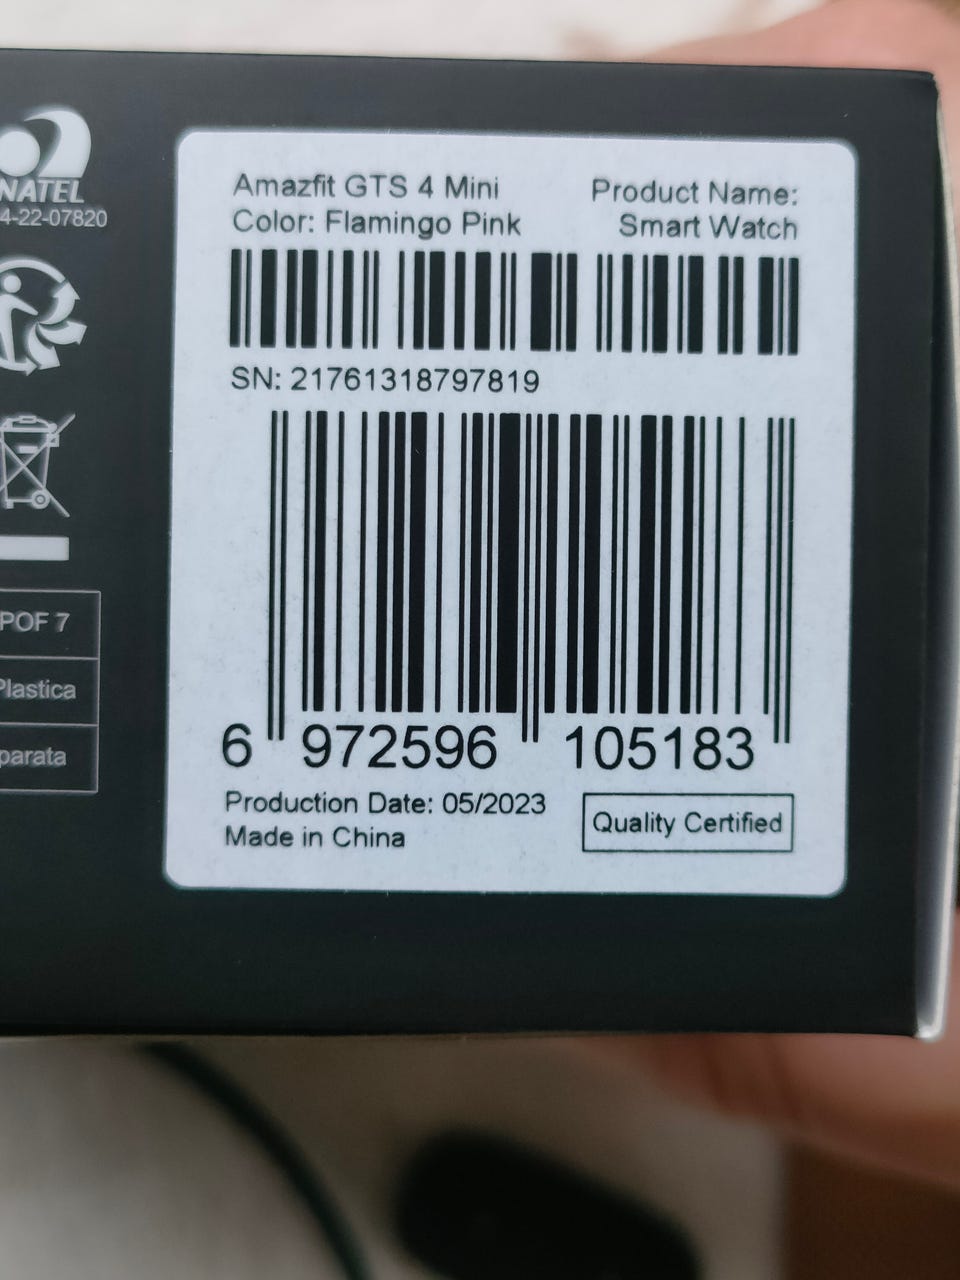 NATEL
4-22-07820
POF 7
Plastica
parata
Amazfit GTS 4 Mini
Color: Flamingo Pink
Product Name:
Smart Watch
SN: 21761318797819
6 972596 105183
Production Date: 05/2023
Made in China
Quality Certified